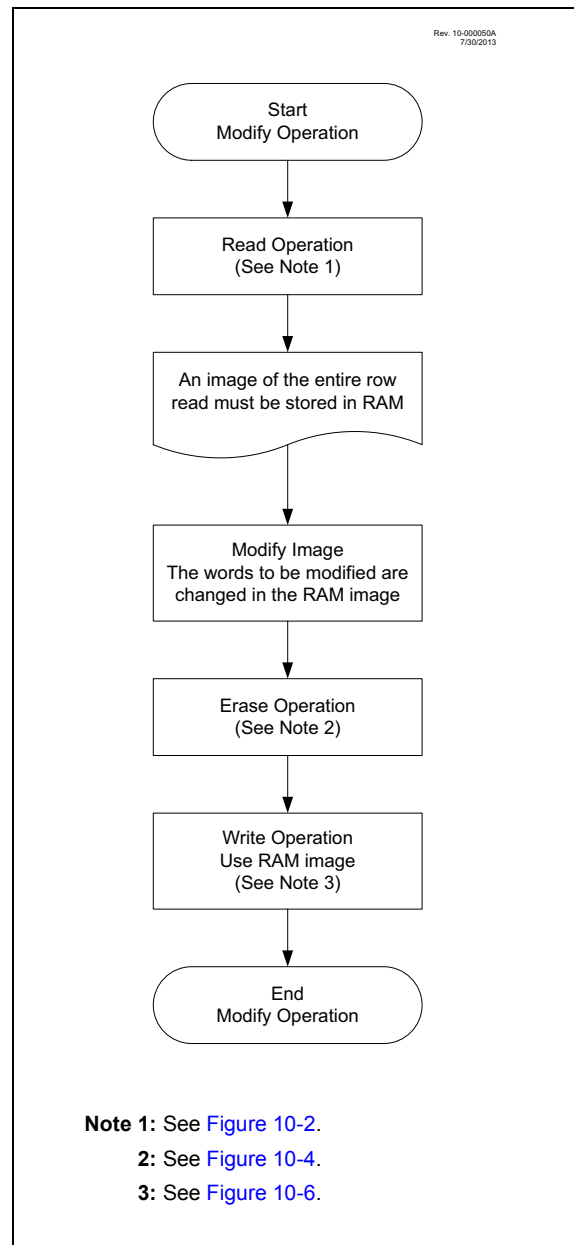 Rev. 10-000050A
7/30/2013
Start
Modify Operation
Read Operation
(See Note 1)
An image of the entire row
read must be stored in RAM
Modify Image
The words to be modified are
changed in the RAM image
Erase Operation
(See Note 2)
Write Operation
Use RAM image
(See Note 3)
End
Modify Operation
Note 1: See Figure 10-2.
2: See Figure 10-4.
3: See Figure 10-6.